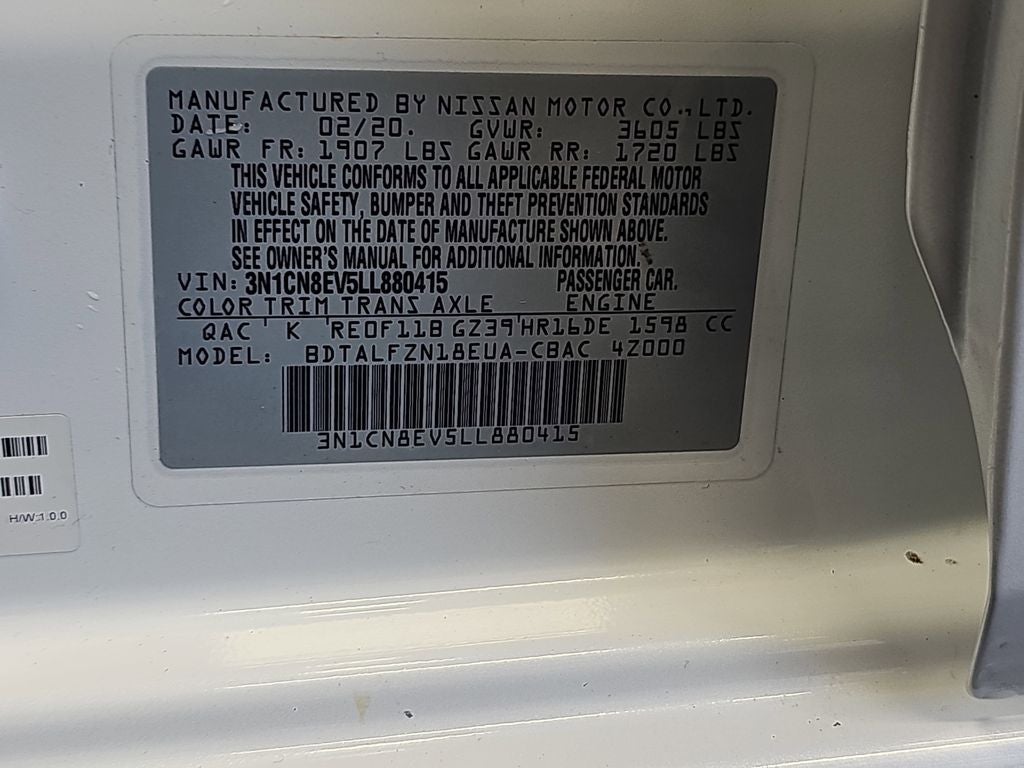 MANUFACTURED BY NISSAN MOTOR CO., LTD.
DATE: 02/20. GVWR: 3605 LBS
GAWR FR: 1907 LBS GAWR RR: 1720 LBS
THIS VEHICLE CONFORMS TO ALL APPLICABLE FEDERAL MOTOR
VEHICLE SAFETY, BUMPER AND THEFT PREVENTION STANDARDS
IN EFFECT ON THE DATE OF MANUFACTURE SHOWN ABOVE.
SEE OWNER'S MANUAL FOR ADDITIONAL INFORMATION.
VIN: 3N1CN8EV5LL880415 PASSENGER CAR.
COLOR TRIM TRANS AXLE ENGINE
QAC ' K ' RE0F11B GZ39 ' HR16DE 1598 CC
MODEL: BDTALFZN18EUA-CBAC 4Z000
3N1CN8EV5LL880415
H/W:1.0.0